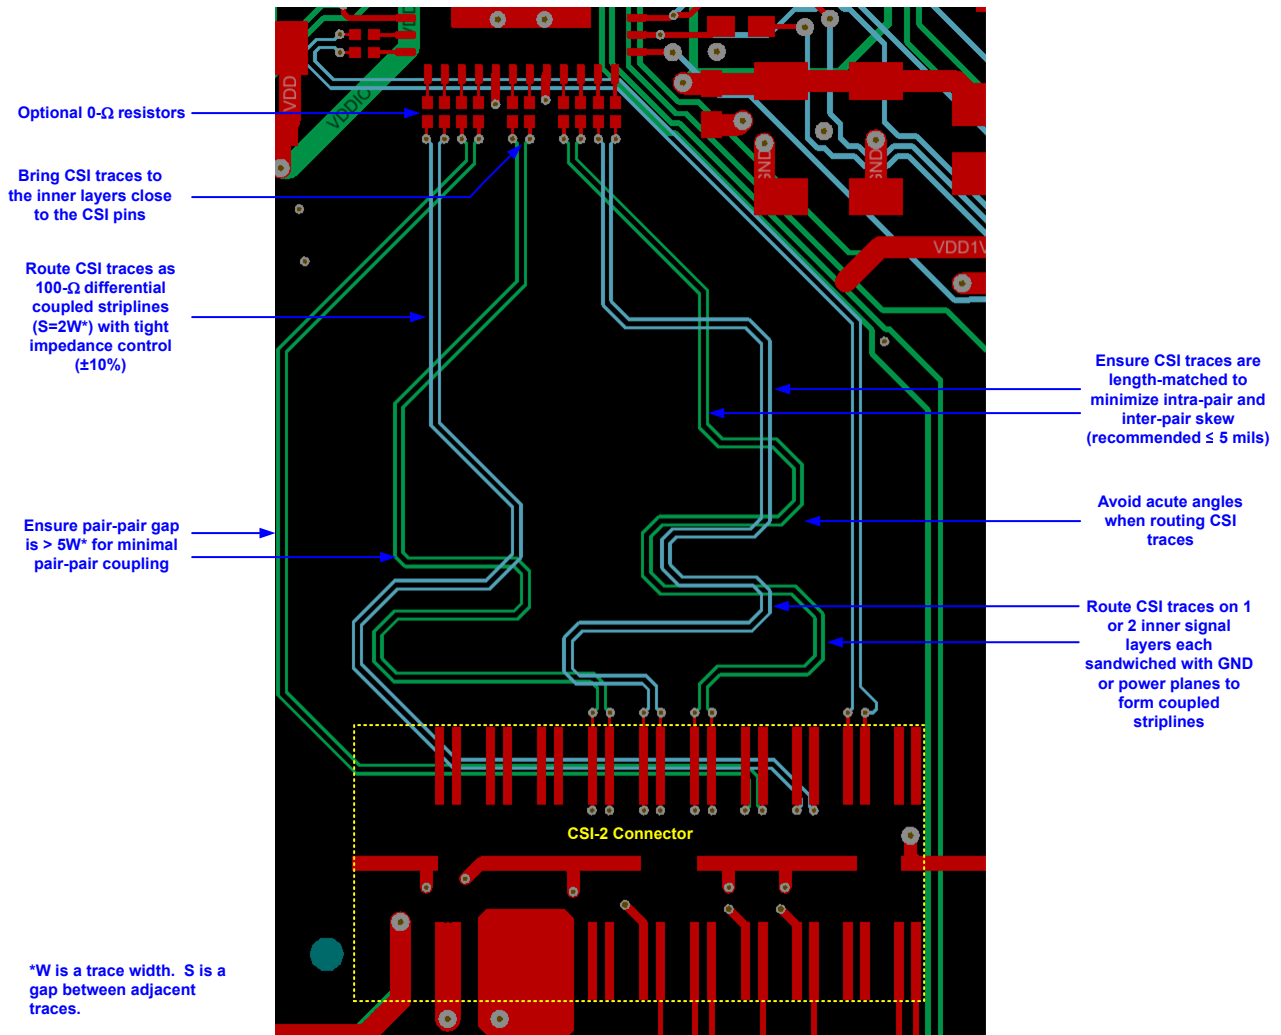 VDD
VDDIO
VDD
GND
GND
VDD1V
Optional 0-Ω resistors
Bring CSI traces to
the inner layers close
to the CSI pins
Route CSI traces as
100-Ω differential
coupled striplines
(S=2W*) with tight
impedance control
(±10%)
Ensure pair-pair gap
is > 5W* for minimal
pair-pair coupling
Ensure CSI traces are
length-matched to
minimize intra-pair and
inter-pair skew
(recommended ≤ 5 mils)
Avoid acute angles
when routing CSI
traces
Route CSI traces on 1
or 2 inner signal
layers each
sandwiched with GND
or power planes to
form coupled
striplines
CSI-2 Connector
*W is a trace width. S is a
gap between adjacent
traces.